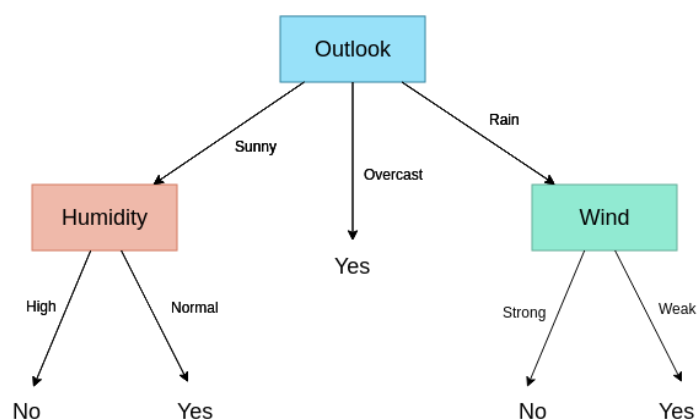 Outlook
Sunny
Overcast
Rain
Humidity
Wind
Yes
High
Normal
Strong
Weak
No
Yes
No
Yes